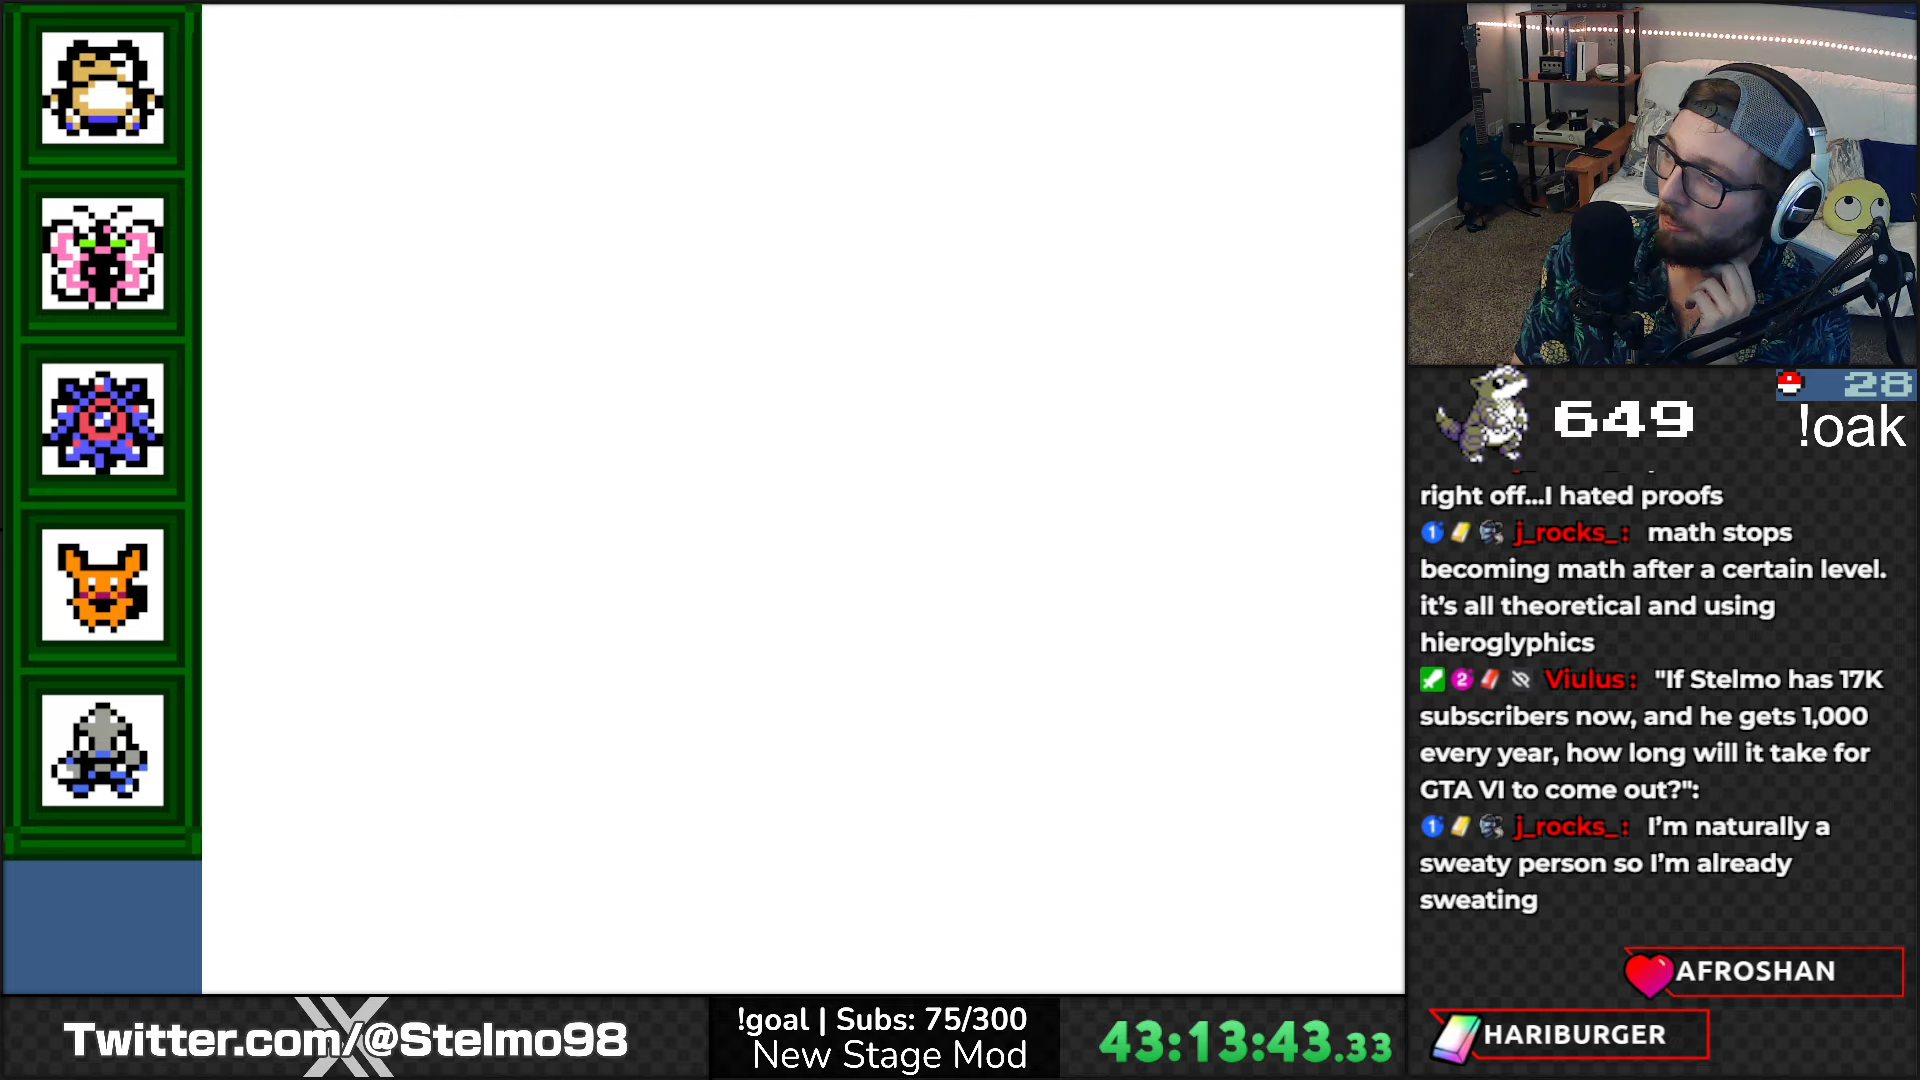 649
28
!oak
right off...I hated proofs
1 j_rocks_: math stops
becoming math after a certain level.
it's all theoretical and using
hieroglyphics
2 Viulus: "If Stelmo has 17K
subscribers now, and he gets 1,000
every year, how long will it take for
GTA VI to come out?":
1 j_rocks_: I'm naturally a
sweaty person so I'm already
sweating
AFROSHAN
HARIBURGER
Twitter.com/@Stelmo98
!goal | Subs: 75/300
New Stage Mod
43:13:43.33